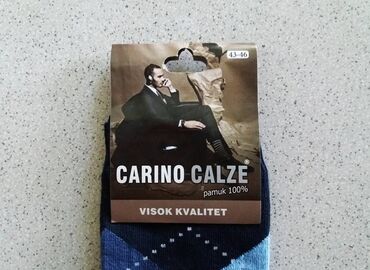 43-46
CARINO CALZE®
pamuk 100%
VISOK KVALITET